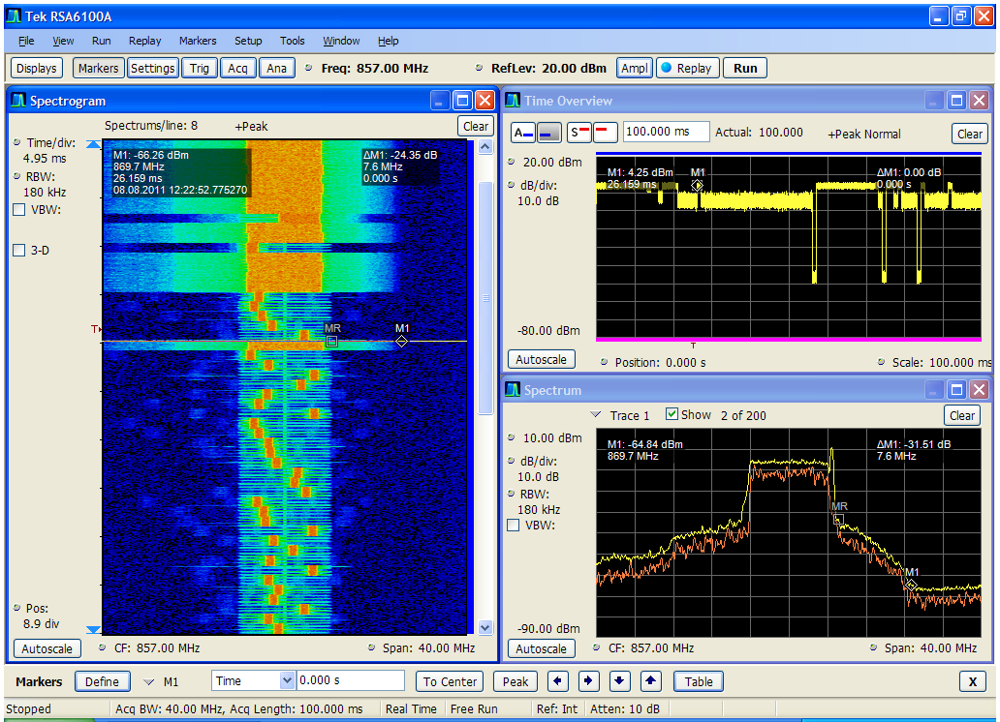 Tek RSA6100A
File View Run Replay Markers Setup Tools Window Help
Displays Markers Settings Trig Acq Ana Freq: 857.00 MHz RefLev: 20.00 dBm Ampl Replay Run
Spectrogram
Spectrums/line: 8 +Peak Clear
Time/div:
4.95 ms
RBW:
180 kHz
VBW:
3-D
M1: -66.26 dBm
869.7 MHz
26.159 ms
08.08.2011 12:22:52.775270
ΔM1: -24.35 dB
7.6 MHz
0.000 s
T
MR
M1
Pos:
8.9 div
Autoscale CF: 857.00 MHz Span: 40.00 MHz
Time Overview
A S 100.000 ms Actual: 100.000 +Peak Normal Clear
20.00 dBm
dB/div:
10.0 dB
M1: 4.25 dBm
26.159 ms
M1
ΔM1: 0.00 dB
0.000 s
-80.00 dBm
T
Autoscale Position: 0.000 s Scale: 100.000 ms
Spectrum
Trace 1 Show 2 of 200 Clear
10.00 dBm
dB/div:
10.0 dB
RBW:
180 kHz
VBW:
M1: -64.84 dBm
869.7 MHz
ΔM1: -31.51 dB
7.6 MHz
MR
M1
-90.00 dBm
Autoscale CF: 857.00 MHz Span: 40.00 MHz
Markers Define M1 Time 0.000 s To Center Peak Table X
Stopped Acq BW: 40.00 MHz, Acq Length: 100.000 ms Real Time Free Run Ref: Int Atten: 10 dB